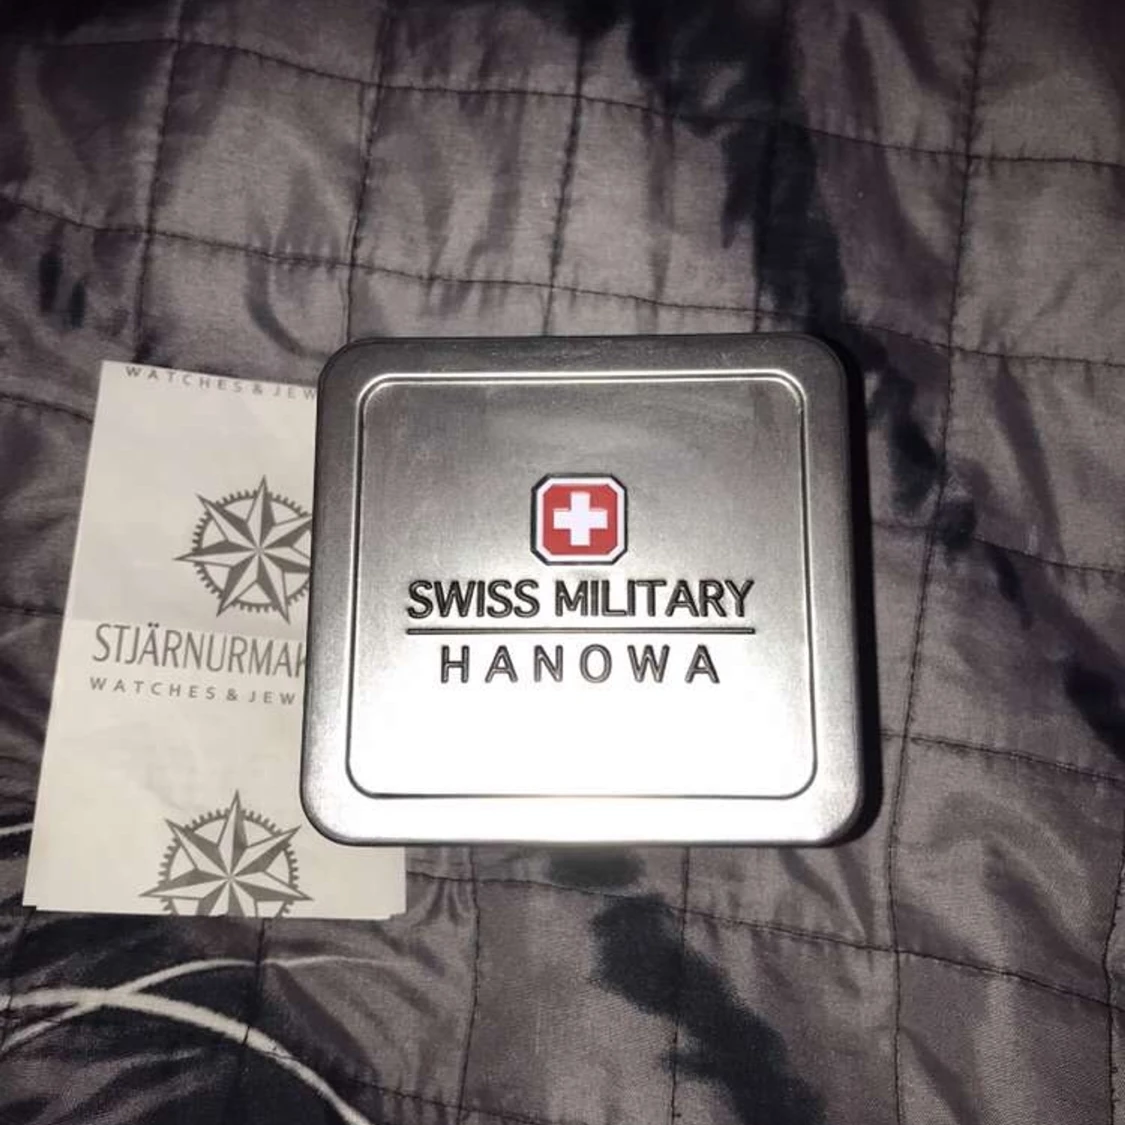 WATCHES & JEW
STJÄRNURMAK
WATCHES & JEW
SWISS MILITARY
HANOWA